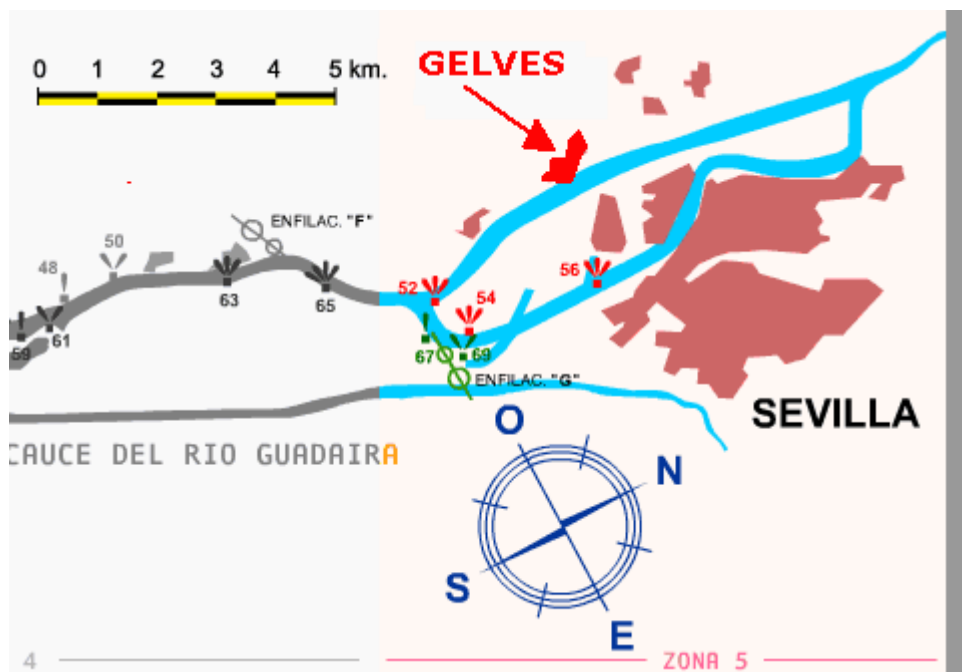 GELVES
0 1 2 3 4 5 km.
ENFILAC. "F"
50
48
63
65
59
61
52
54
56
67
69
ENFILAC. "G"
SEVILLA
CAUCE DEL RIO GUADAIRA
O
N
S
E
4
ZONA 5